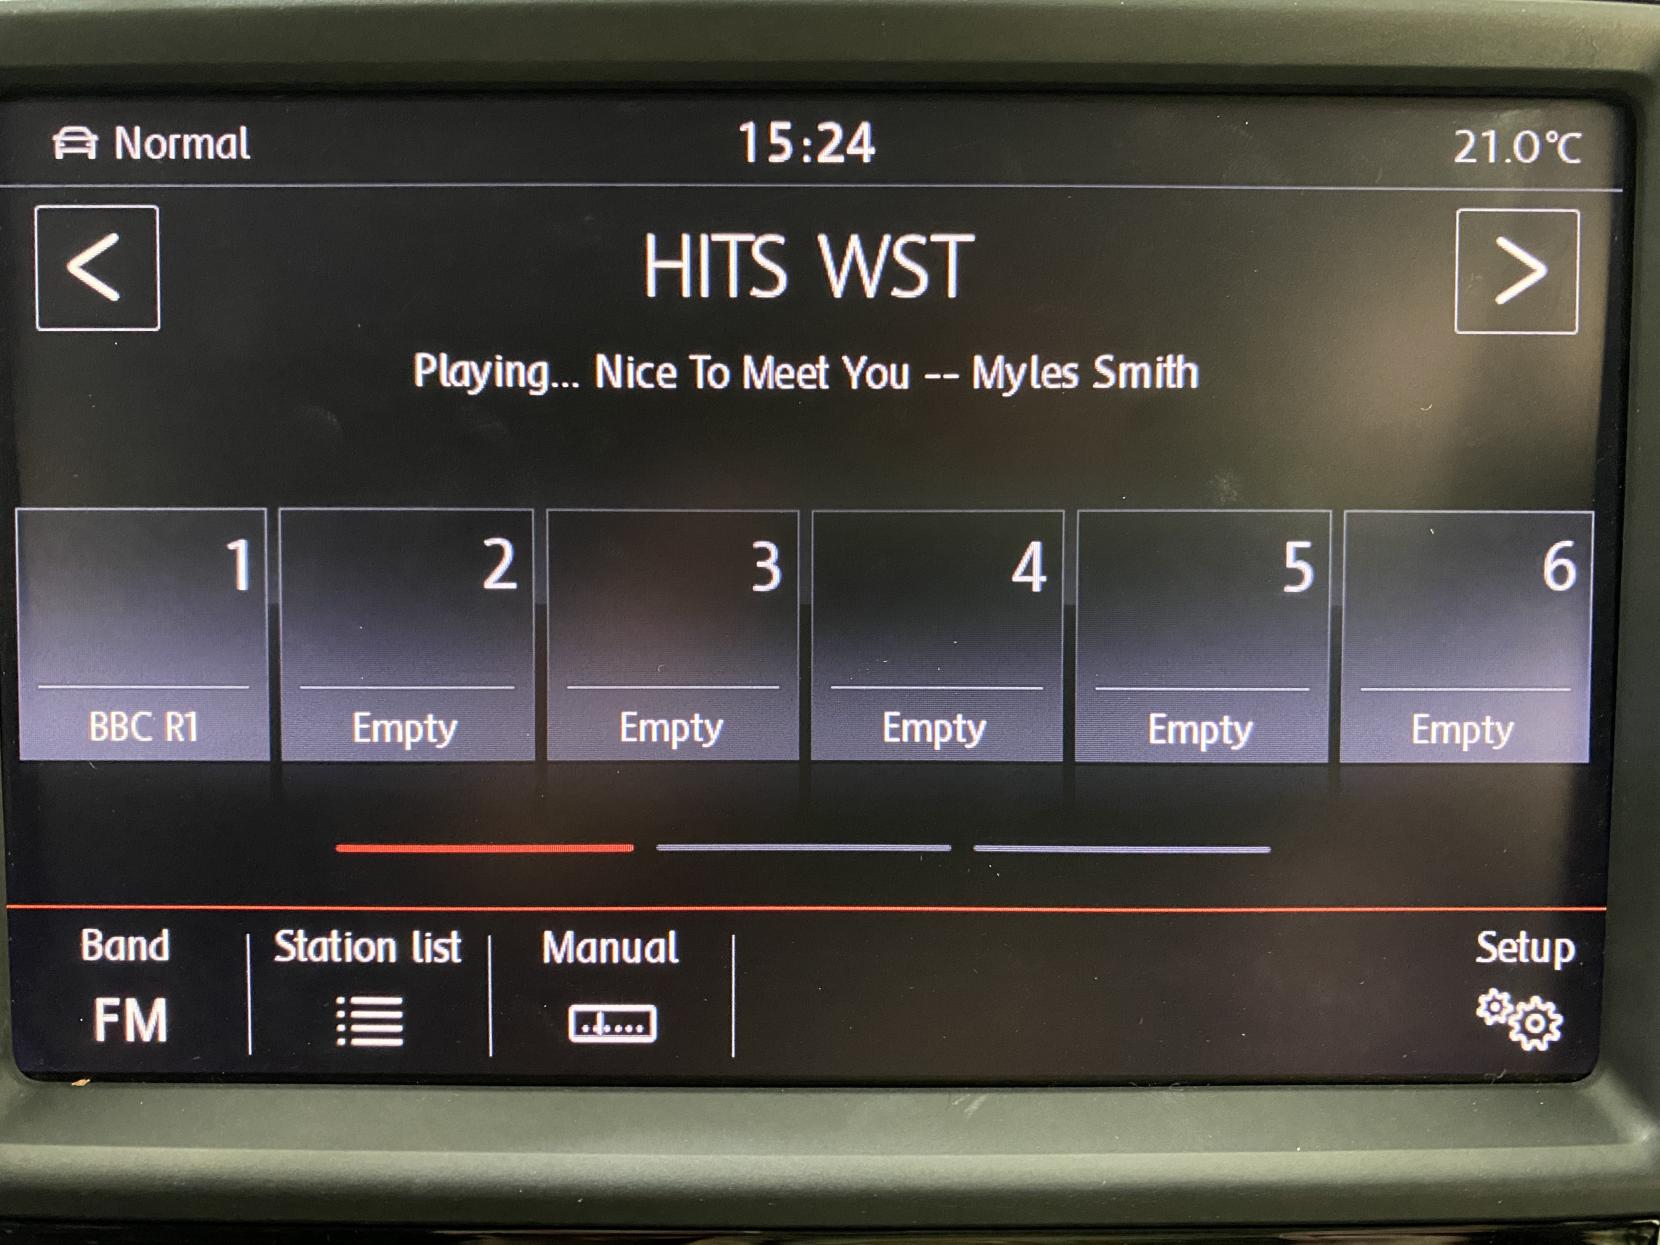 Normal 15:24 21.0°C
< HITS WST >
Playing... Nice To Meet You -- Myles Smith
1 2 3 4 5 6
BBC R1 Empty Empty Empty Empty Empty
Band Station list Manual Setup
FM